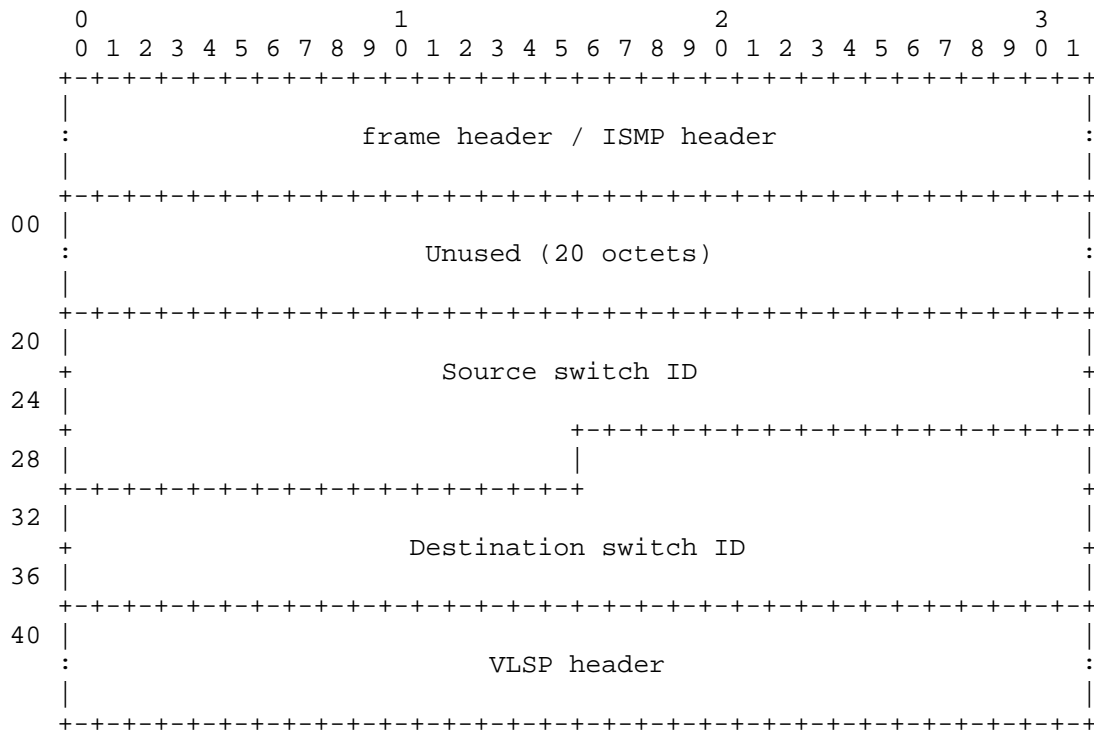 0                   1                   2                   3
 0 1 2 3 4 5 6 7 8 9 0 1 2 3 4 5 6 7 8 9 0 1 2 3 4 5 6 7 8 9 0 1
    +-+-+-+-+-+-+-+-+-+-+-+-+-+-+-+-+-+-+-+-+-+-+-+-+-+-+-+-+-+-+-+-+
    |                                                               |
    :                  frame header / ISMP header                   :
    |                                                               |
    +-+-+-+-+-+-+-+-+-+-+-+-+-+-+-+-+-+-+-+-+-+-+-+-+-+-+-+-+-+-+-+-+
 00 |                                                               |
    :                      Unused (20 octets)                       :
    |                                                               |
    +-+-+-+-+-+-+-+-+-+-+-+-+-+-+-+-+-+-+-+-+-+-+-+-+-+-+-+-+-+-+-+-+
 20 |                                                               |
    +                       Source switch ID                        +
 24 |                                                               |
    +                               +-+-+-+-+-+-+-+-+-+-+-+-+-+-+-+-+
 28 |                               |                               |
    +-+-+-+-+-+-+-+-+-+-+-+-+-+-+-+-+                               +
 32 |                                                               |
    +                     Destination switch ID                     +
 36 |                                                               |
    +-+-+-+-+-+-+-+-+-+-+-+-+-+-+-+-+-+-+-+-+-+-+-+-+-+-+-+-+-+-+-+-+
 40 |                                                               |
    :                          VLSP header                          :
    |                                                               |
    +-+-+-+-+-+-+-+-+-+-+-+-+-+-+-+-+-+-+-+-+-+-+-+-+-+-+-+-+-+-+-+-+